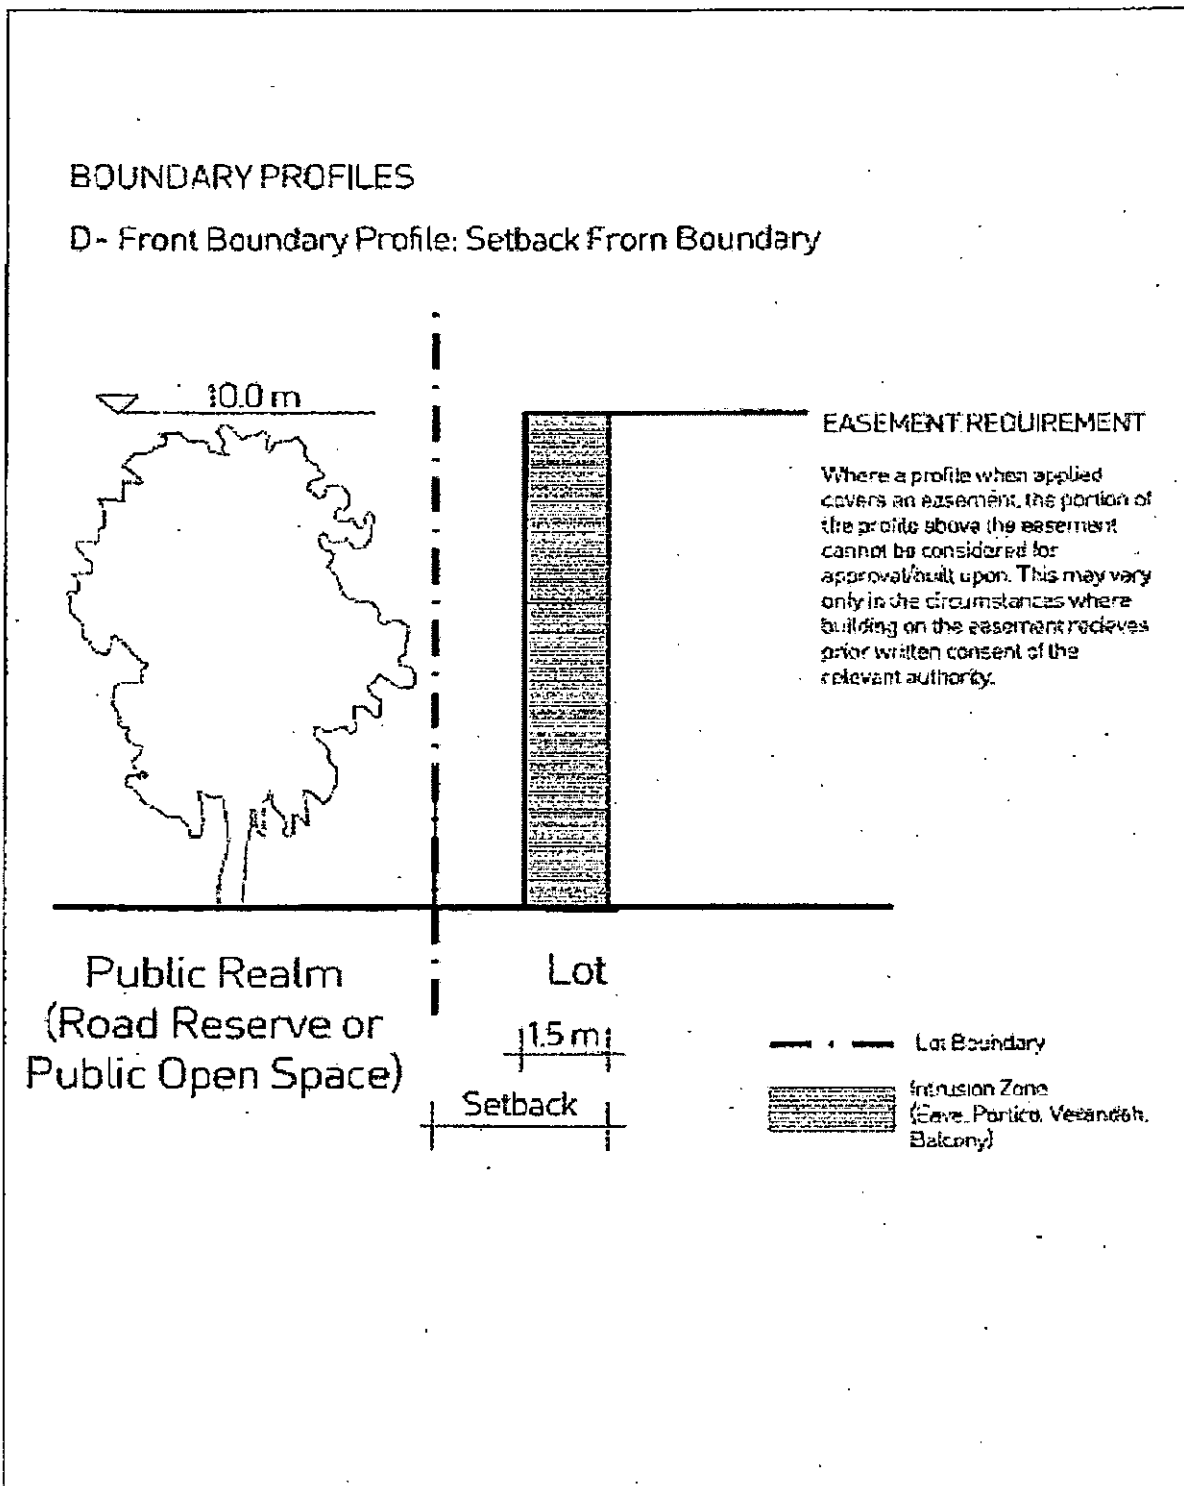 BOUNDARY PROFILES
D- Front Boundary Profile: Setback From Boundary
10.0 m
EASEMENT REQUIREMENT
Where a profile when applied
covers an easement, the portion of
the profile above the easement
cannot be considered for
approval/built upon. This may vary
only in the circumstances where
building on the easement recieves
prior written consent of the
relevant authority.
Public Realm
(Road Reserve or
Public Open Space)
Lot
1.5 m
Setback
Lot Boundary
Intrusion Zone
(Eave, Portico, Verandah,
Balcony)